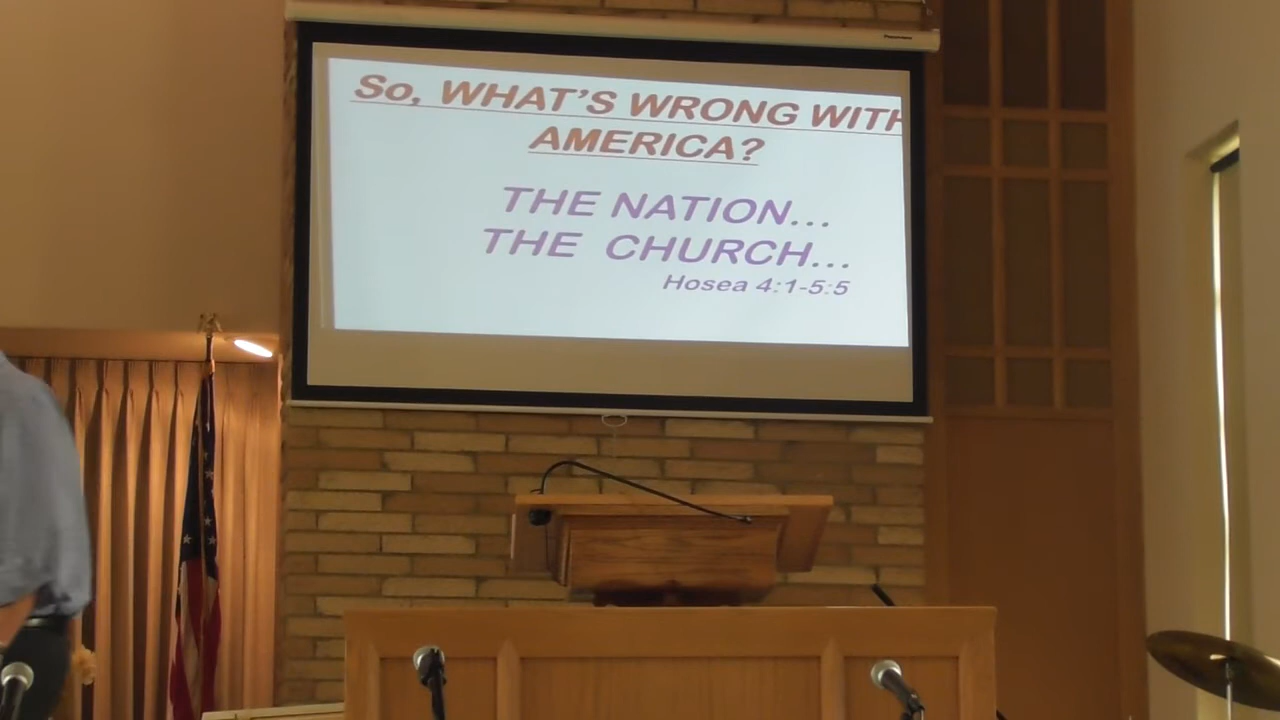 So, WHAT'S WRONG WITH
AMERICA?
THE NATION...
THE CHURCH...
Hosea 4:1-5:5